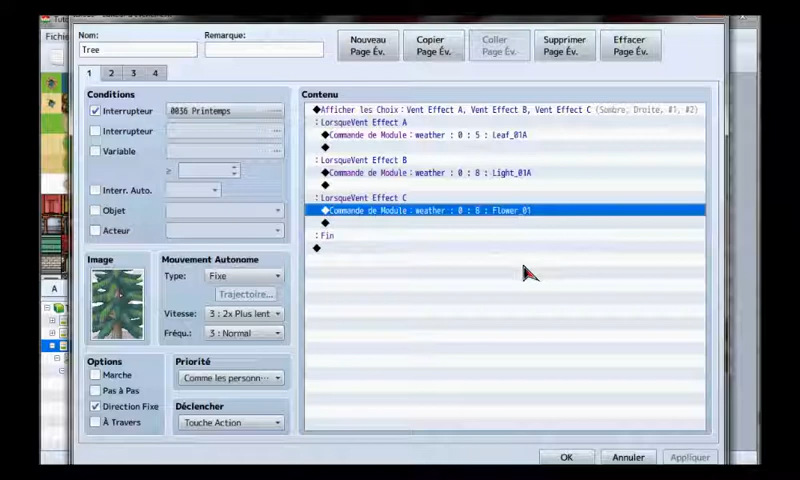 Nom:
Remarque:
Tree
Nouveau
Page Év.
Copier
Page Év.
Coller
Page Év.
Supprimer
Page Év.
Effacer
Page Év.
1 2 3 4
Conditions
Interrupteur 0036 Printemps ...
Interrupteur ...
Variable ...
≥
Interr. Auto.
Objet
Acteur
Image
Mouvement Autonome
Type: Fixe
Trajectoire...
Vitesse: 3 : 2x Plus lent
Fréqu.: 3 : Normal
Options
Marche
Pas à Pas
Direction Fixe
À Travers
Priorité
Comme les personn···
Déclencher
Touche Action
Contenu
◆Afficher les Choix : Vent Effect A, Vent Effect B, Vent Effect C (Sombre, Droite, #1, #2)
: LorsqueVent Effect A
◆Commande de Module : weather : 0 : 5 : Leaf_01A
◆
: LorsqueVent Effect B
◆Commande de Module : weather : 0 : 8 : Light_01A
◆
: LorsqueVent Effect C
◆Commande de Module : weather : 0 : 8 : Flower_01
◆
: Fin
◆
OK
Annuler
Appliquer
Fichie
A